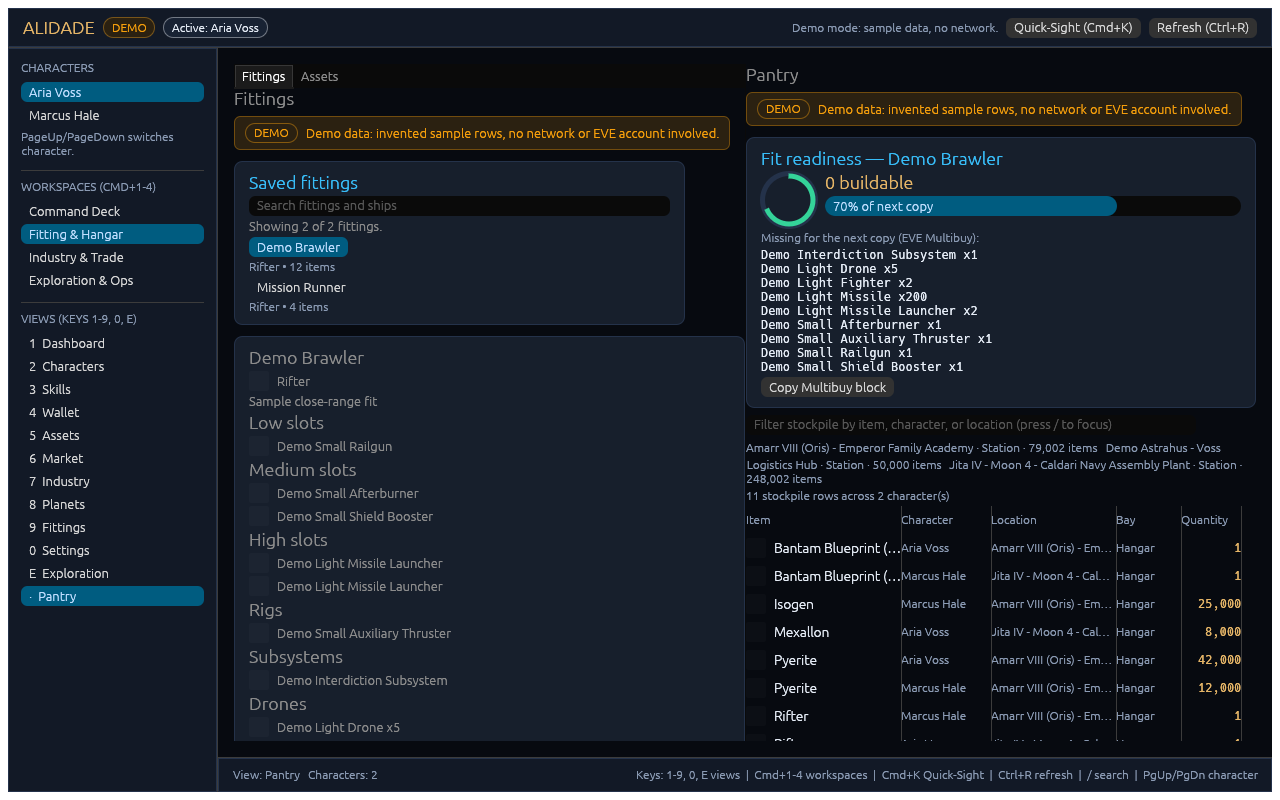 ALIDADE DEMO Active: Aria Voss
Demo mode: sample data, no network. Quick-Sight (Cmd+K) Refresh (Ctrl+R)
CHARACTERS
Aria Voss
Marcus Hale
PageUp/PageDown switches
character.
WORKSPACES (CMD+1-4)
Command Deck
Fitting & Hangar
Industry & Trade
Exploration & Ops
VIEWS (KEYS 1-9, 0, E)
1 Dashboard
2 Characters
3 Skills
4 Wallet
5 Assets
6 Market
7 Industry
8 Planets
9 Fittings
0 Settings
E Exploration
· Pantry
Fittings Assets
Fittings
DEMO Demo data: invented sample rows, no network or EVE account involved.
Saved fittings
Search fittings and ships
Showing 2 of 2 fittings.
Demo Brawler
Rifter • 12 items
Mission Runner
Rifter • 4 items
Demo Brawler
Rifter
Sample close-range fit
Low slots
Demo Small Railgun
Medium slots
Demo Small Afterburner
Demo Small Shield Booster
High slots
Demo Light Missile Launcher
Demo Light Missile Launcher
Rigs
Demo Small Auxiliary Thruster
Subsystems
Demo Interdiction Subsystem
Drones
Demo Light Drone x5
Pantry
DEMO Demo data: invented sample rows, no network or EVE account involved.
Fit readiness — Demo Brawler
0 buildable
70% of next copy
Missing for the next copy (EVE Multibuy):
Demo Interdiction Subsystem x1
Demo Light Drone x5
Demo Light Fighter x2
Demo Light Missile x200
Demo Light Missile Launcher x2
Demo Small Afterburner x1
Demo Small Auxiliary Thruster x1
Demo Small Railgun x1
Demo Small Shield Booster x1
Copy Multibuy block
Filter stockpile by item, character, or location (press / to focus)
Amarr VIII (Oris) - Emperor Family Academy · Station · 79,002 items Demo Astrahus - Voss
Logistics Hub · Station · 50,000 items Jita IV - Moon 4 - Caldari Navy Assembly Plant · Station ·
248,002 items
11 stockpile rows across 2 character(s)
Item Character Location Bay Quantity
Bantam Blueprint (... Aria Voss Amarr VIII (Oris) - Em... Hangar 1
Bantam Blueprint (... Marcus Hale Jita IV - Moon 4 - Cal... Hangar 1
Isogen Marcus Hale Amarr VIII (Oris) - Em... Hangar 25,000
Mexallon Aria Voss Jita IV - Moon 4 - Cal... Hangar 8,000
Pyerite Aria Voss Amarr VIII (Oris) - Em... Hangar 42,000
Pyerite Marcus Hale Amarr VIII (Oris) - Em... Hangar 12,000
Rifter Marcus Hale Amarr VIII (Oris) - Em... Hangar 1
View: Pantry Characters: 2
Keys: 1-9, 0, E views | Cmd+1-4 workspaces | Cmd+K Quick-Sight | Ctrl+R refresh | / search | PgUp/PgDn character